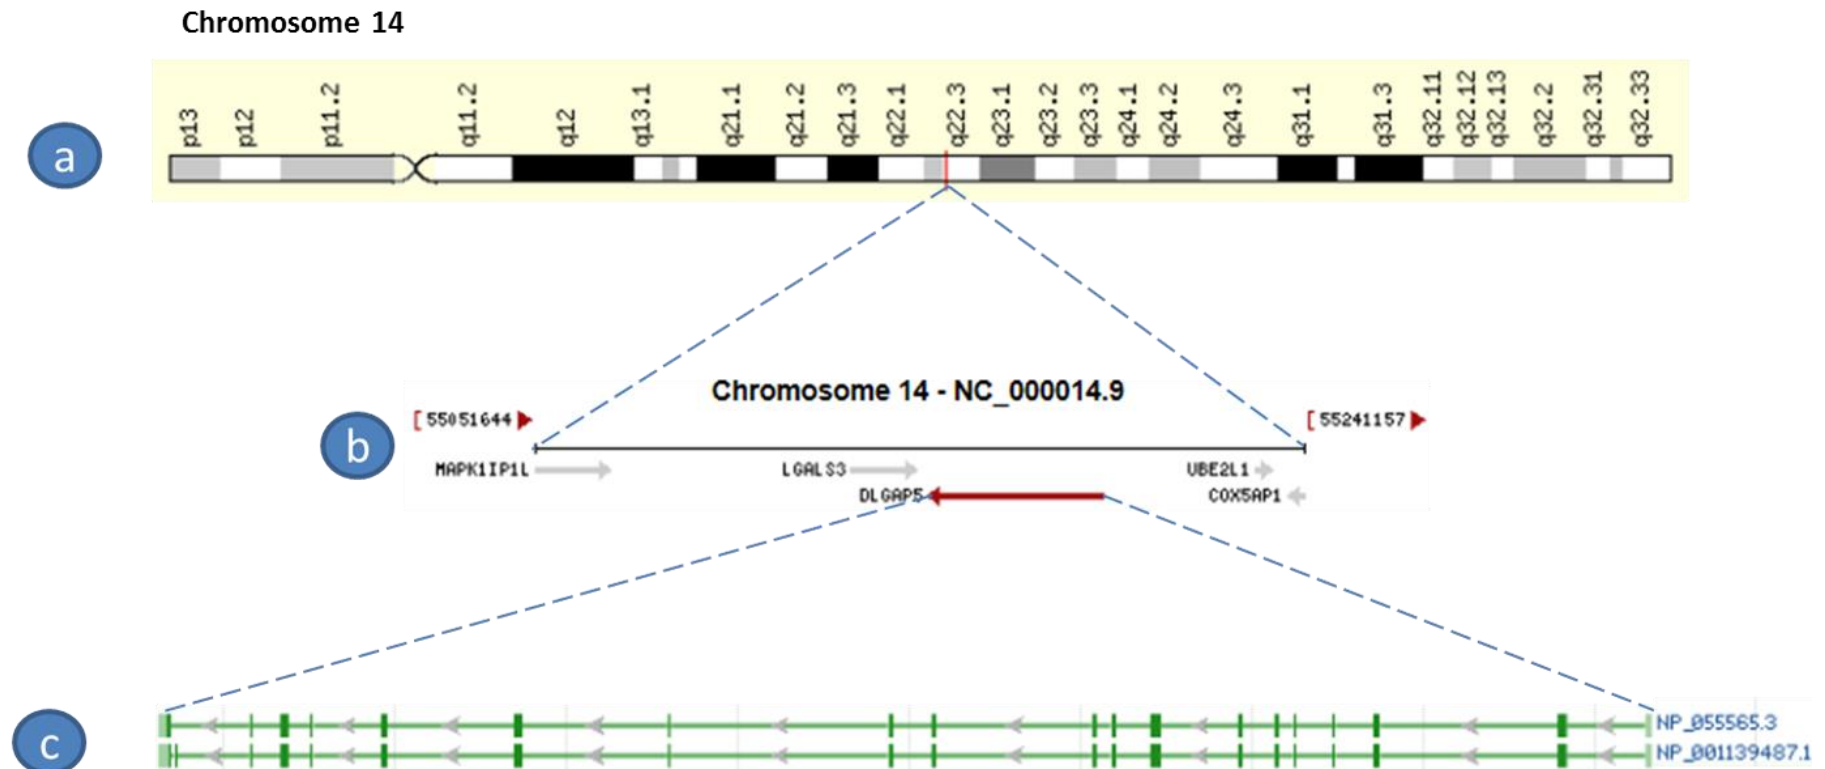 Chromosome 14
p13 p12 p11.2 q11.2 q12 q13.1 q21.1 q21.2 q21.3 q22.1 q22.3 q23.1 q23.2 q23.3 q24.1 q24.2 q24.3 q31.1 q31.3 q32.11 q32.12 q32.13 q32.2 q32.31 q32.33
a
Chromosome 14 - NC_000014.9
[ 55051644 [ 55241157
b
MAPK1IP1L LGALS3 UBE2L1
DLGAP5 COX5AP1
NP_055565.3
c
NP_001139487.1